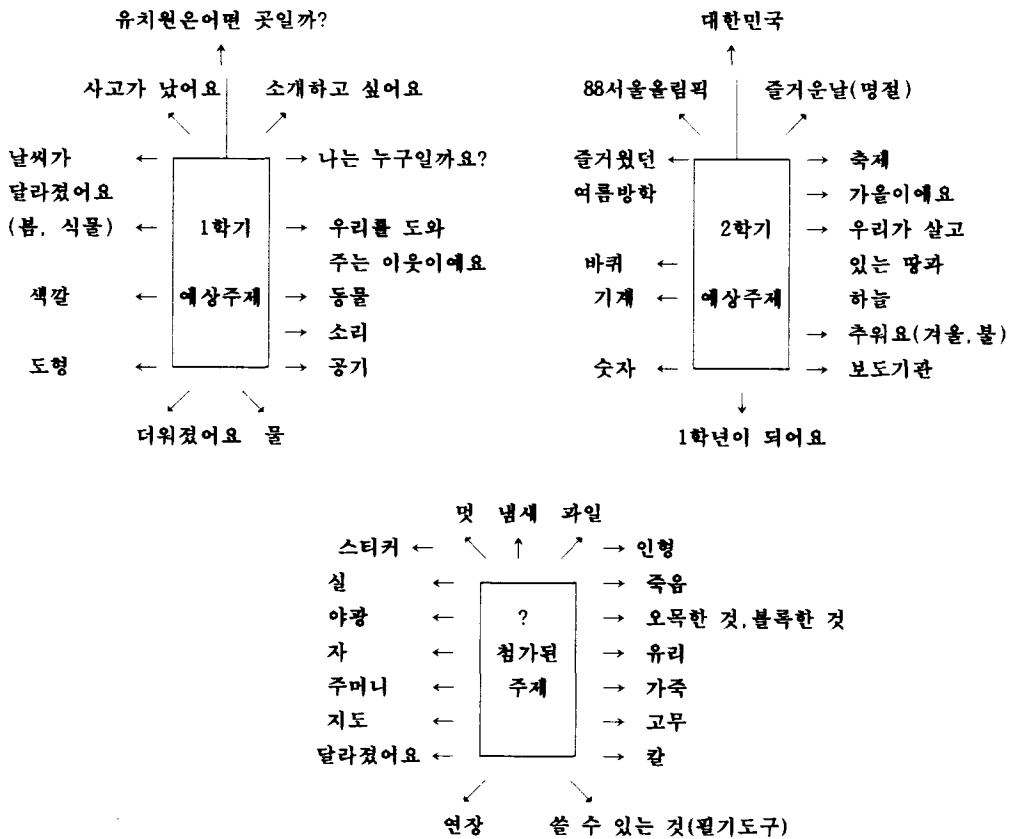 유치원은어떤 곳일까?
사고가 났어요 소개하고 싶어요
날씨가 나는 누구일까요?
달라졌어요
(봄, 식물) 1학기 우리를 도와
주는 이웃이예요
색깔 예상주제 동물
소리
도형 공기
더워졌어요 물
대한민국
88서울올림픽 즐거운날(명절)
즐거웠던 축제
여름방학 가을이예요
2학기 우리가 살고
바퀴 있는 땅과
기계 예상주제 하늘
추워요(겨울,불)
숫자 보도기관
1학년이 되어요
멋 냄새 과일
스티커 인형
실 죽음
야광 ? 오목한 것,볼록한 것
자 첨가된 유리
주머니 주제 가죽
지도 고무
달라졌어요 칼
연장 쓸 수 있는 것(필기도구)